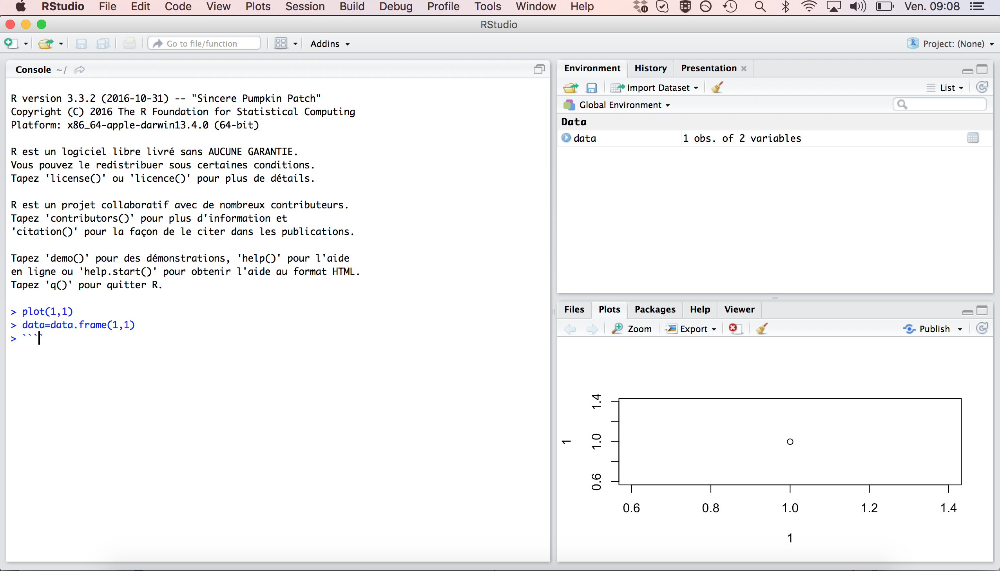 RStudio File Edit Code View Plots Session Build Debug Profile Tools Window Help Ven. 09:08
RStudio
Go to file/function Addins Project: (None)
Console ~/
R version 3.3.2 (2016-10-31) -- "Sincere Pumpkin Patch"
Copyright (C) 2016 The R Foundation for Statistical Computing
Platform: x86_64-apple-darwin13.4.0 (64-bit)
R est un logiciel libre livré sans AUCUNE GARANTIE.
Vous pouvez le redistribuer sous certaines conditions.
Tapez 'license()' ou 'licence()' pour plus de détails.
R est un projet collaboratif avec de nombreux contributeurs.
Tapez 'contributors()' pour plus d'information et
'citation()' pour la façon de le citer dans les publications.
Tapez 'demo()' pour des démonstrations, 'help()' pour l'aide
en ligne ou 'help.start()' pour obtenir l'aide au format HTML.
Tapez 'q()' pour quitter R.
> plot(1,1)
> data=data.frame(1,1)
> ````
Environment History Presentation
Import Dataset List
Global Environment
Data
data 1 obs. of 2 variables
Files Plots Packages Help Viewer
Zoom Export Publish
1.4
1.0
0.6
1
0.6 0.8 1.0 1.2 1.4
1